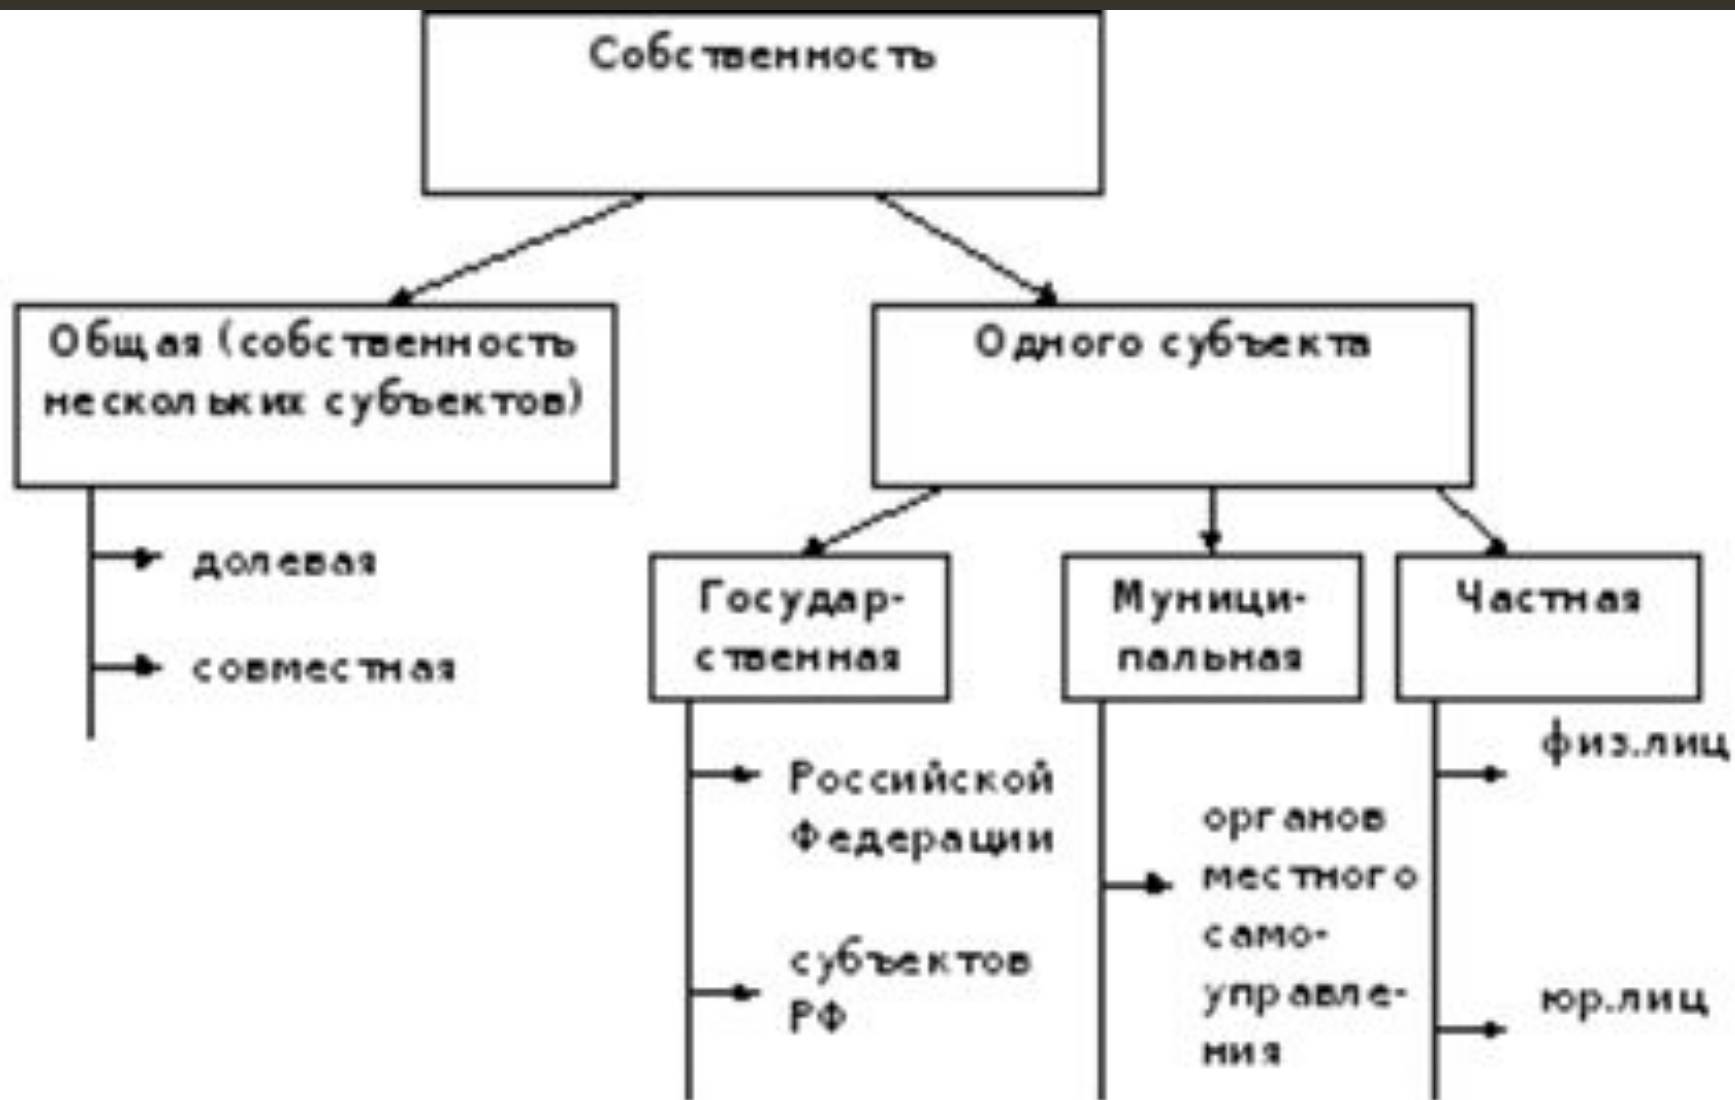 Собственность
Общая (собственность
нескольких субъектов)
долевая
совместная
Одного субъекта
Государ-
ственная
Российской
Федерации
субъектов
РФ
Муници-
пальная
органов
местного
само-
управле-
ния
Частная
физ.лиц
юр.лиц